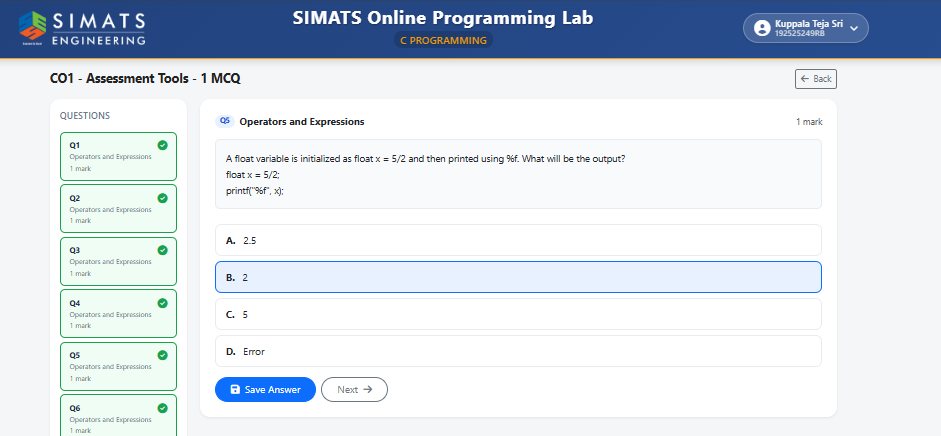 SIMATS
ENGINEERING
SIMATS Online Programming Lab
C PROGRAMMING
Kuppala Teja Sri
192525249RB
CO1 - Assessment Tools - 1 MCQ
← Back
QUESTIONS
Q1
Operators and Expressions
1 mark
Q2
Operators and Expressions
1 mark
Q3
Operators and Expressions
1 mark
Q4
Operators and Expressions
1 mark
Q5
Operators and Expressions
1 mark
Q6
Operators and Expressions
1 mark
Q5 Operators and Expressions
1 mark
A float variable is initialized as float x = 5/2 and then printed using %f. What will be the output?
float x = 5/2;
printf("%f", x);
A. 2.5
B. 2
C. 5
D. Error
Save Answer
Next →